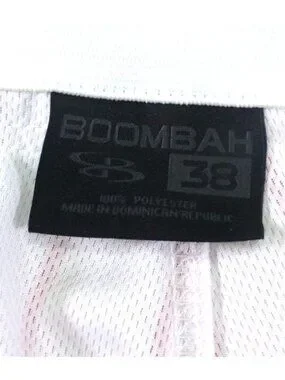 BOOMBAH
38
100% POLYESTER
MADE IN DOMINICAN REPUBLIC